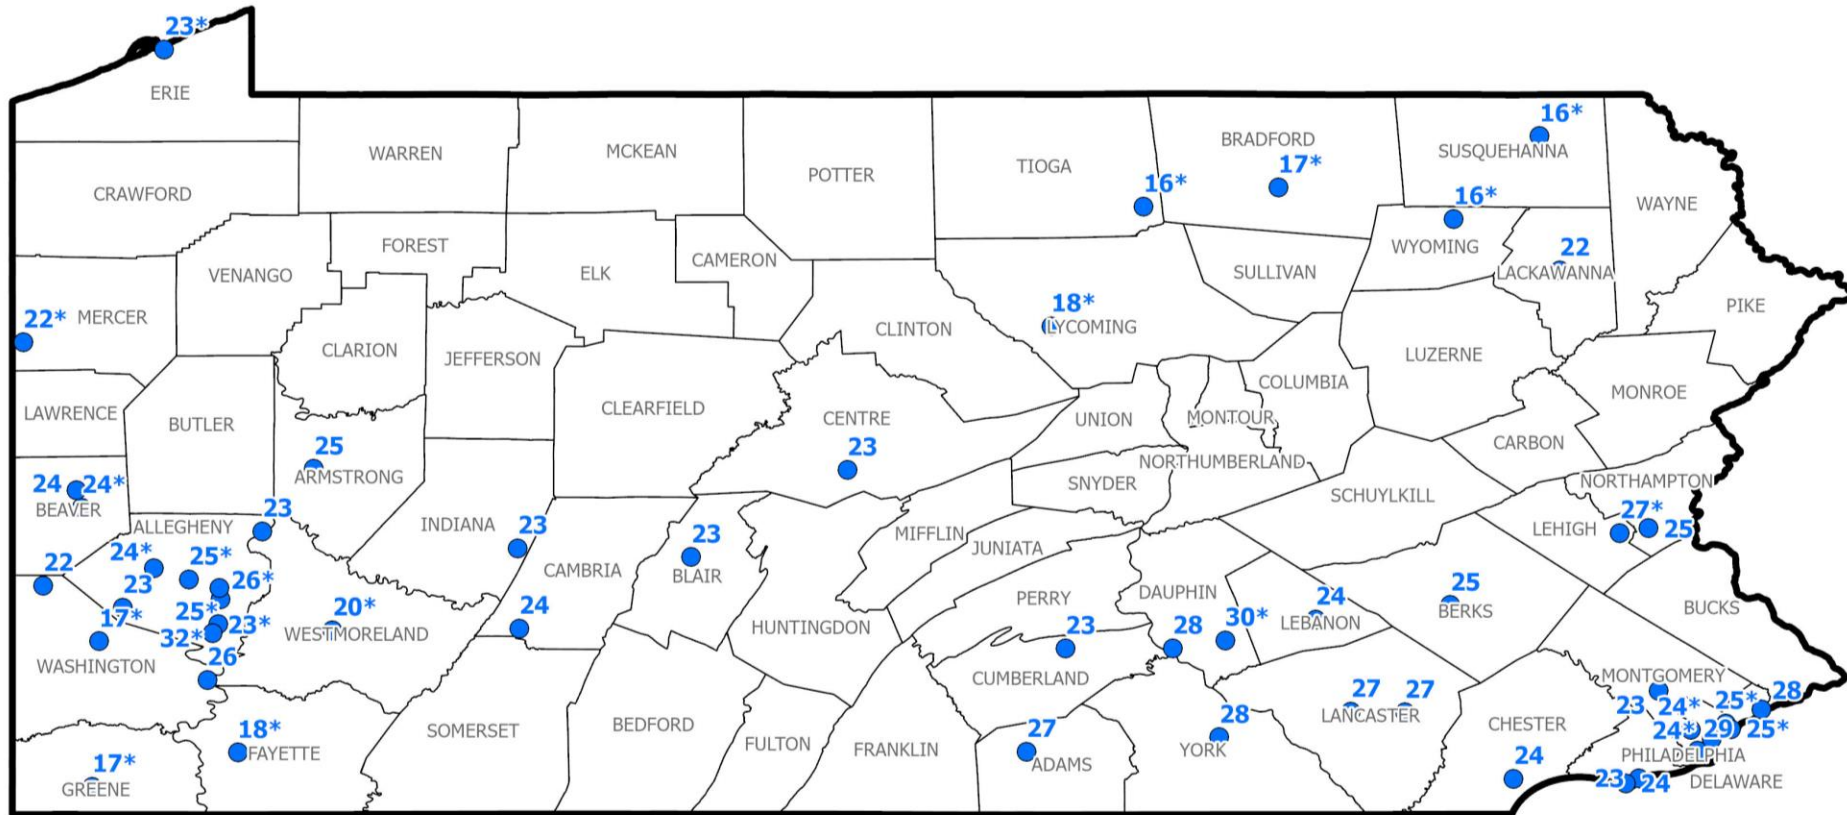 23*
ERIE
WARREN
MCKEAN
POTTER
TIOGA
16*
BRADFORD
17*
16*
SUSQUEHANNA
16*
WYOMING
WAYNE
CRAWFORD
FOREST
VENANGO
ELK
CAMERON
SULLIVAN
22
LACKAWANNA
PIKE
22*
MERCER
CLARION
JEFFERSON
CLINTON
18*
LYCOMING
LUZERNE
COLUMBIA
MONROE
LAWRENCE
BUTLER
CLEARFIELD
CENTRE
23
UNION
MONTOUR
CARBON
25
ARMSTRONG
NORTHUMBERLAND
SNYDER
SCHUYLKILL
NORTHAMPTON
24
24*
BEAVER
ALLEGHENY
23
INDIANA
23
23
BLAIR
MIFFLIN
JUNIATA
LEHIGH
27*
25
22
24*
25*
23
26*
CAMBRIA
PERRY
DAUPHIN
24
LEBANON
25
BERKS
BUCKS
17*
25*
23*
32*
20*
WESTMORELAND
24
HUNTINGDON
23
28
30*
WASHINGTON
26
CUMBERLAND
MONTGOMERY
27
27
LANCASTER
23
24*
25*
28
18*
FAYETTE
SOMERSET
BEDFORD
FULTON
FRANKLIN
27
ADAMS
28
YORK
CHESTER
24
24*
29
25*
PHILADELPHIA
17*
GREENE
23
24
DELAWARE